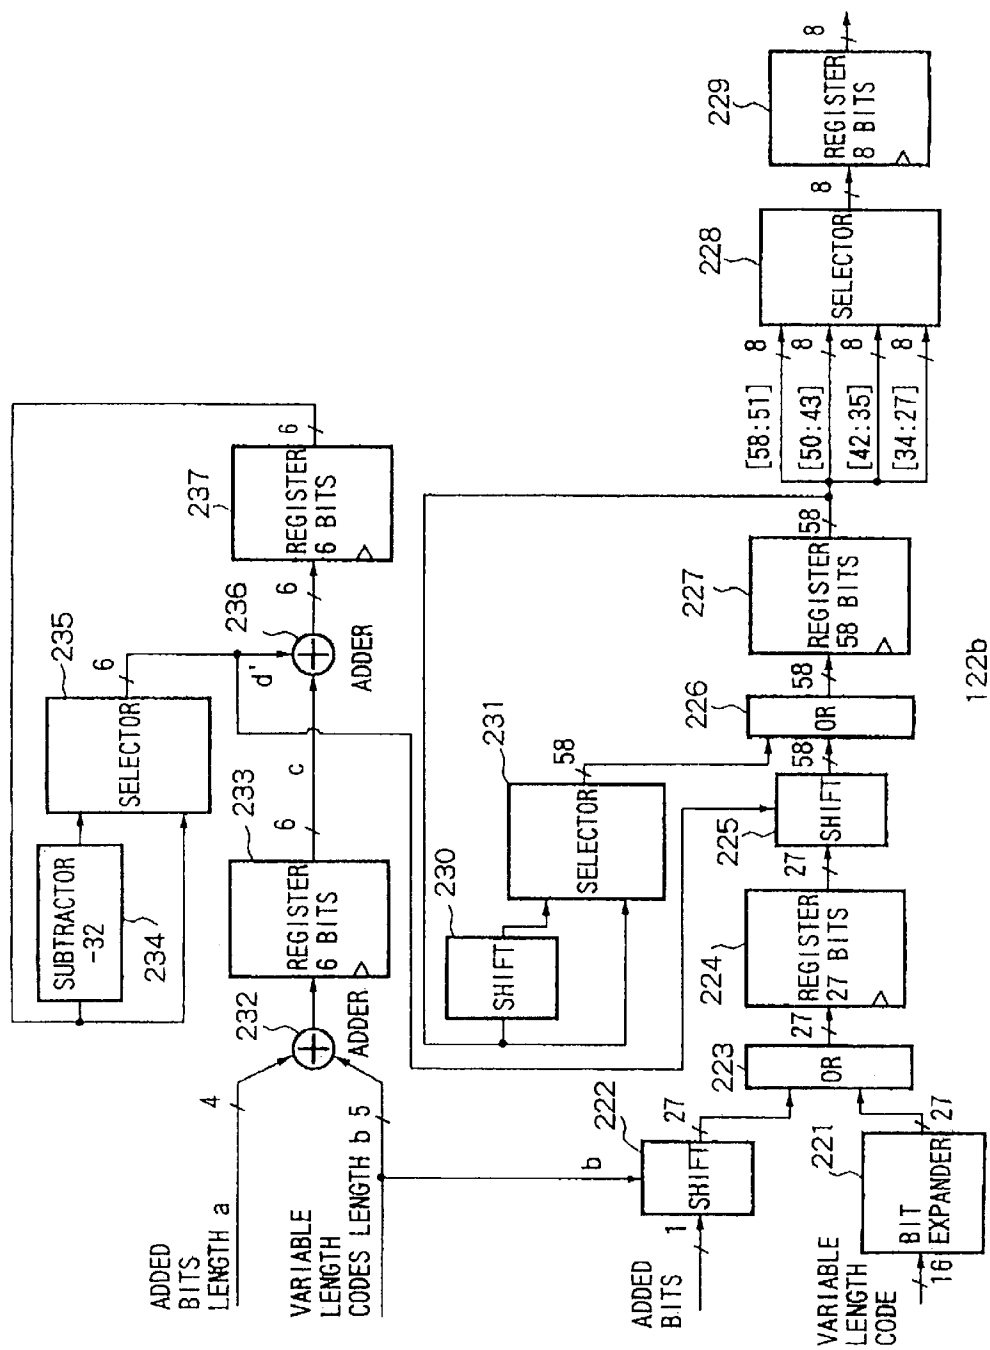 ADDED
BITS
LENGTH a
4
VARIABLE
LENGTH
CODES LENGTH b
5
232
ADDER
233
REGISTER
6 BITS
6
c
SUBTRACTOR
-32
234
235
SELECTOR
6
d'
236
ADDER
6
237
REGISTER
6 BITS
6
ADDED
BITS
1
b
222
SHIFT
27
VARIABLE
LENGTH
CODE
16
221
BIT
EXPANDER
27
223
OR
27
224
REGISTER
27 BITS
27
225
SHIFT
58
230
SHIFT
231
SELECTOR
58
226
OR
58
227
REGISTER
58 BITS
58
[58:51]
8
[50:43]
8
[42:35]
8
[34:27]
8
228
SELECTOR
8
229
REGISTER
8 BITS
8
122b